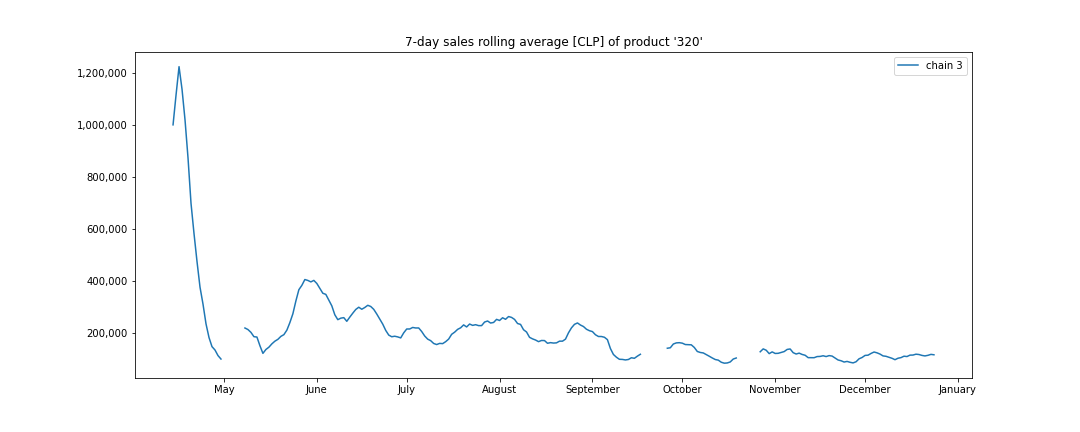 7-day sales rolling average [CLP] of product '320'
chain 3
1,200,000
1,000,000
800,000
600,000
400,000
200,000
May June July August September October November December January